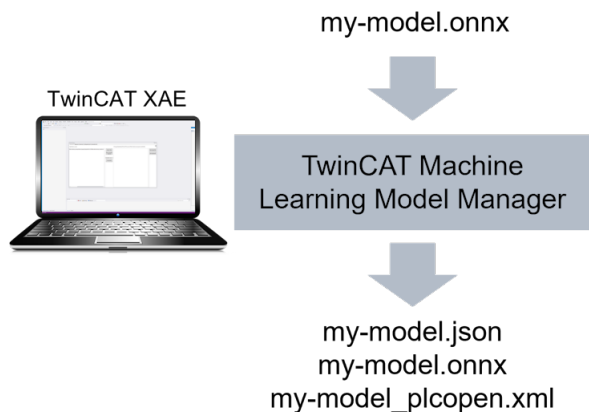 my-model.onnx
TwinCAT XAE
TwinCAT Machine
Learning Model Manager
my-model.json
my-model.onnx
my-model_plcopen.xml